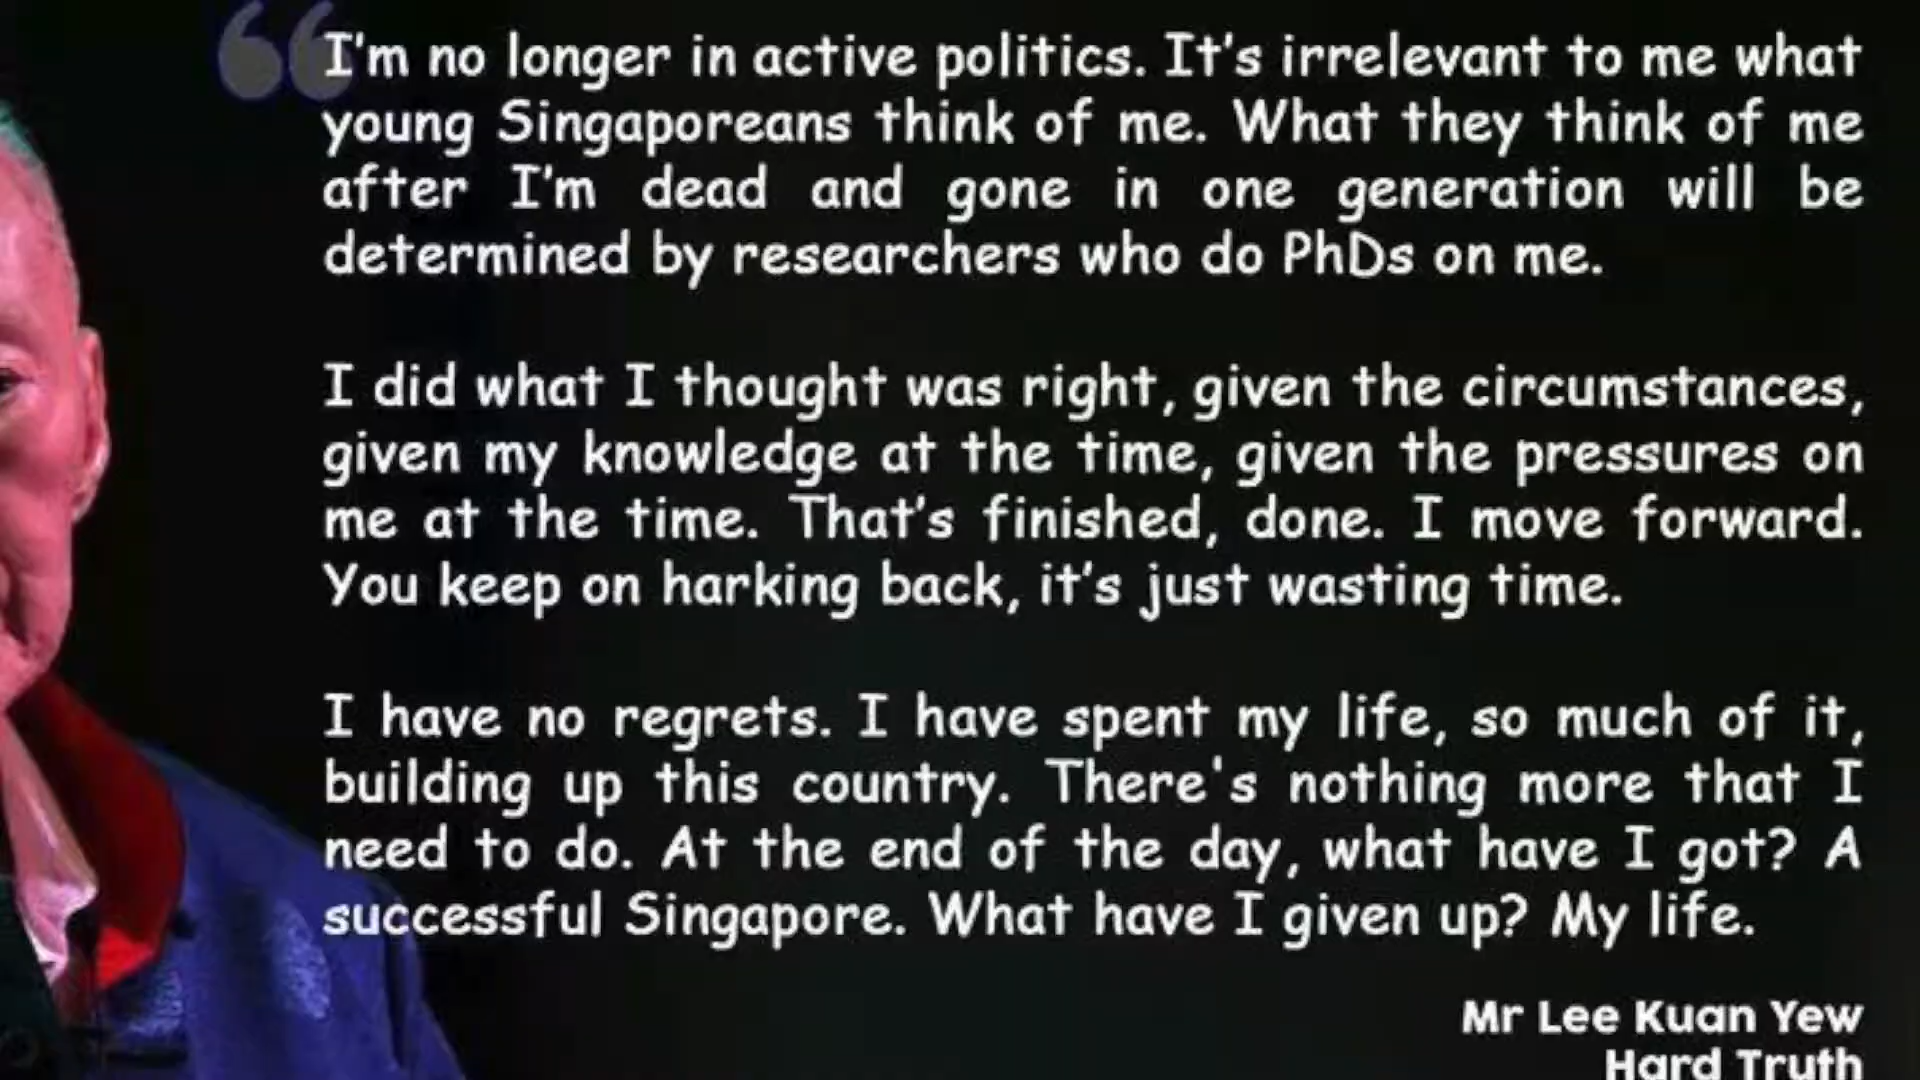 I'm no longer in active politics. It's irrelevant to me what
young Singaporeans think of me. What they think of me
after I'm dead and gone in one generation will be
determined by researchers who do PhDs on me.
I did what I thought was right, given the circumstances,
given my knowledge at the time, given the pressures on
me at the time. That's finished, done. I move forward.
You keep on harking back, it's just wasting time.
I have no regrets. I have spent my life, so much of it,
building up this country. There's nothing more that I
need to do. At the end of the day, what have I got? A
successful Singapore. What have I given up? My life.
Mr Lee Kuan Yew
Hard Truth